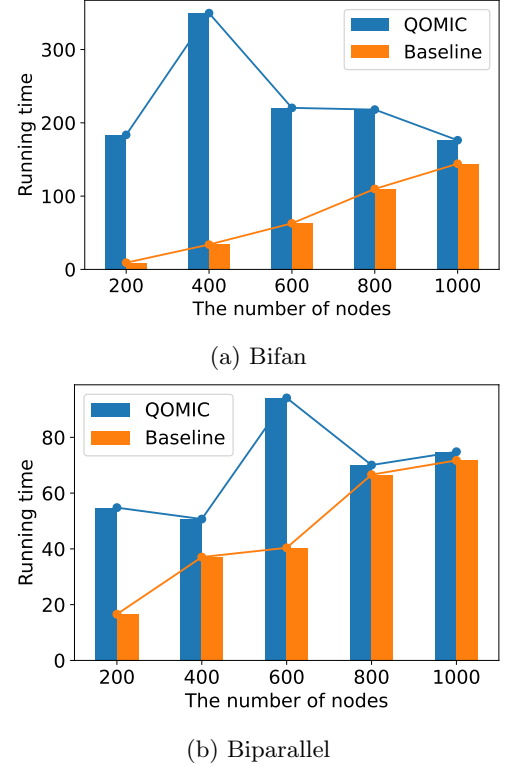 300
200
100
0
Running time
QOMIC
Baseline
200 400 600 800 1000
The number of nodes
(a) Bifan
80
60
40
20
0
Running time
QOMIC
Baseline
200 400 600 800 1000
The number of nodes
(b) Biparallel